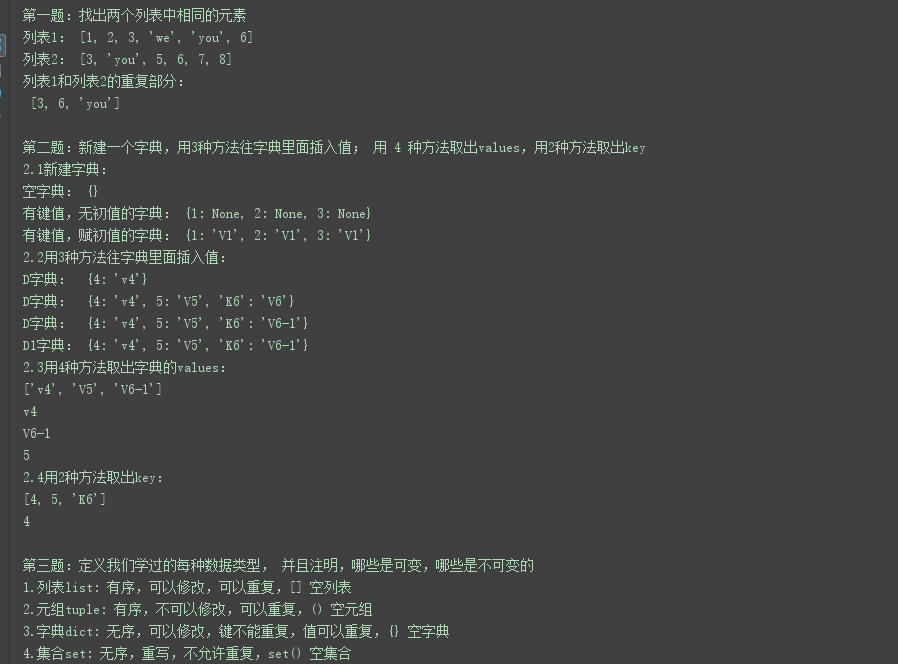 第一题：找出两个列表中相同的元素
列表1： [1, 2, 3, 'we', 'you', 6]
列表2： [3, 'you', 5, 6, 7, 8]
列表1和列表2的重复部分：
[3, 6, 'you']
第二题：新建一个字典，用3种方法往字典里面插入值； 用 4 种方法取出values，用2种方法取出key
2.1新建字典：
空字典： {}
有键值，无初值的字典： {1: None, 2: None, 3: None}
有键值，赋初值的字典： {1: 'V1', 2: 'V1', 3: 'V1'}
2.2用3种方法往字典里面插入值：
D字典：  {4: 'v4'}
D字典：  {4: 'v4', 5: 'V5', 'K6': 'V6'}
D字典：  {4: 'v4', 5: 'V5', 'K6': 'V6-1'}
D1字典： {4: 'v4', 5: 'V5', 'K6': 'V6-1'}
2.3用4种方法取出字典的values：
['v4', 'V5', 'V6-1']
v4
V6-1
5
2.4用2种方法取出key：
[4, 5, 'K6']
4
第三题：定义我们学过的每种数据类型， 并且注明，哪些是可变，哪些是不可变的
1.列表list: 有序，可以修改，可以重复，[] 空列表
2.元组tuple: 有序，不可以修改，可以重复，() 空元组
3.字典dict: 无序，可以修改，键不能重复，值可以重复，{} 空字典
4.集合set: 无序，重写，不允许重复，set() 空集合